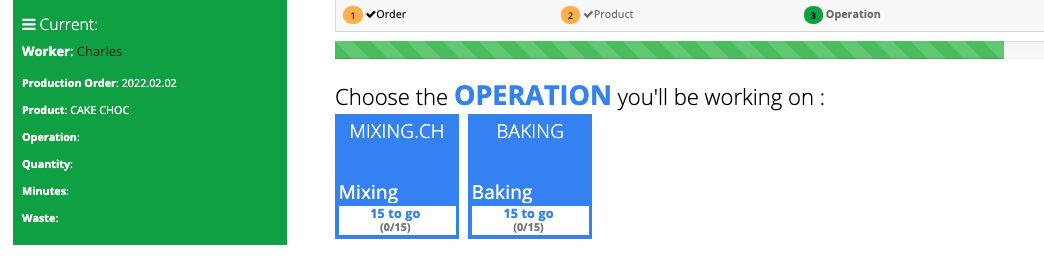 Current:
Worker: Charles
Production Order: 2022.02.02
Product: CAKE CHOC
Operation:
Quantity:
Minutes:
Waste:
1 Order
2 Product
3 Operation
Choose the OPERATION you'll be working on :
MIXING.CH
Mixing
15 to go
(0/15)
BAKING
Baking
15 to go
(0/15)